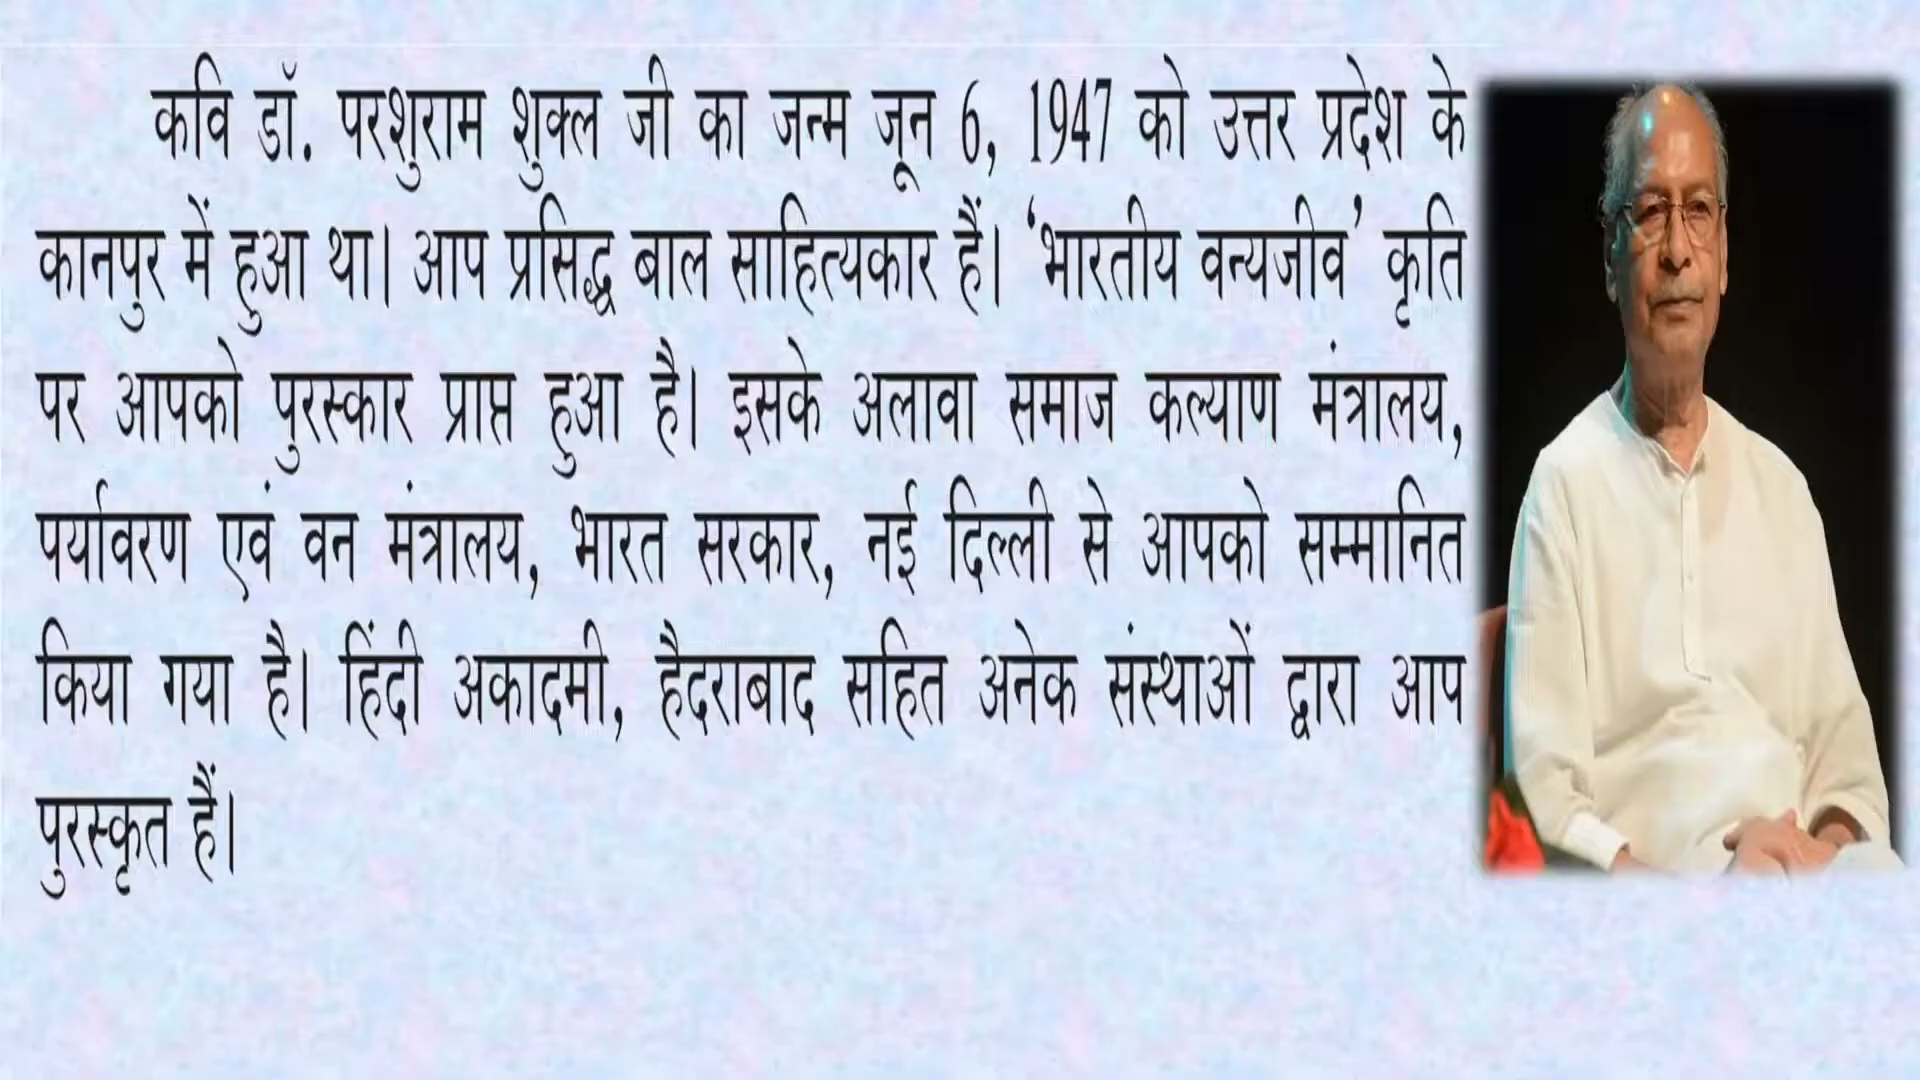 कवि डॉ. परशुराम शुक्ल जी का जन्म जून 6, 1947 को उत्तर प्रदेश के
कानपुर में हुआ था। आप प्रसिद्ध बाल साहित्यकार हैं। ‘भारतीय वन्यजीव’ कृति
पर आपको पुरस्कार प्राप्त हुआ है। इसके अलावा समाज कल्याण मंत्रालय,
पर्यावरण एवं वन मंत्रालय, भारत सरकार, नई दिल्ली से आपको सम्मानित
किया गया है। हिंदी अकादमी, हैदराबाद सहित अनेक संस्थाओं द्वारा आप
पुरस्कृत हैं।